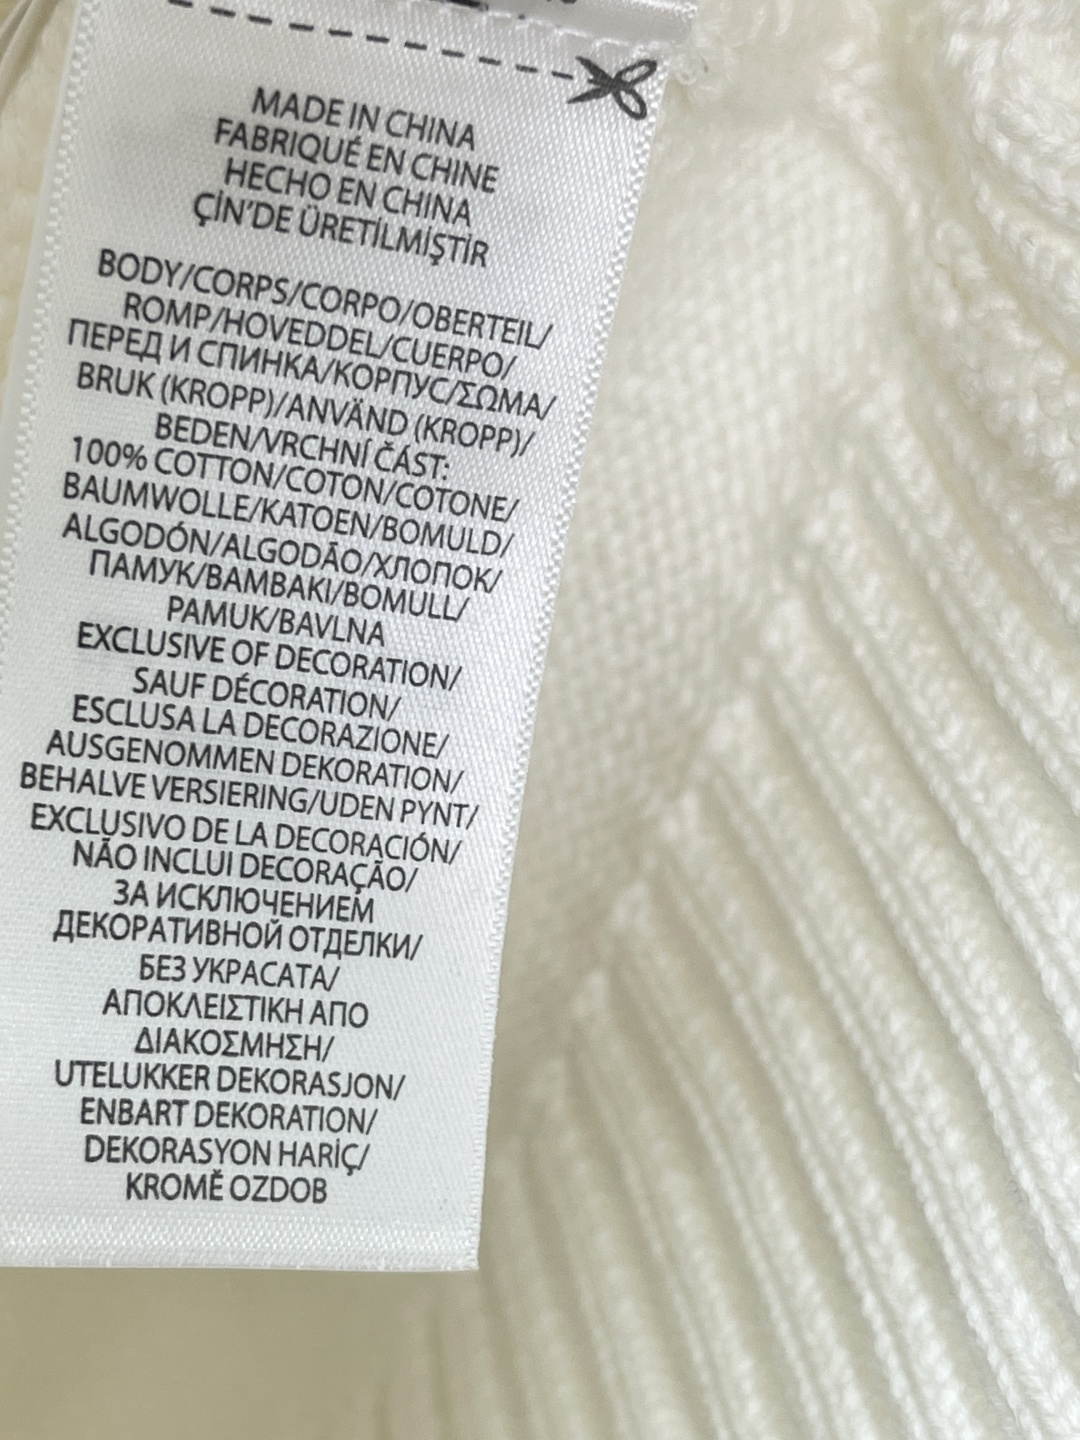 MADE IN CHINA
FABRIQUÉ EN CHINE
HECHO EN CHINA
ÇİN'DE ÜRETİLMİŞTİR
BODY/CORPS/CORPO/OBERTEIL/
ROMP/HOVEDDEL/CUERPO/
ПЕРЕД И СПИНКА/КОРПУС/ΣΩΜΑ/
BRUK (KROPP)/ANVÄND (KROPP)/
BEDEN/VRCHNÍ ČÁST:
100% COTTON/COTON/COTONE/
BAUMWOLLE/KATOEN/BOMULD/
ALGODÓN/ALGODÃO/ХЛОПОК/
ПАМУК/BAMBAKI/BOMULL/
PAMUK/BAVLNA
EXCLUSIVE OF DECORATION/
SAUF DÉCORATION/
ESCLUSA LA DECORAZIONE/
AUSGENOMMEN DEKORATION/
BEHALVE VERSIERING/UDEN PYNT/
EXCLUSIVO DE LA DECORACIÓN/
NÃO INCLUI DECORAÇÃO/
ЗА ИСКЛЮЧЕНИЕМ
ДЕКОРАТИВНОЙ ОТДЕЛКИ/
БЕЗ УКРАСАТА/
ΑΠΟΚΛΕΙΣΤΙΚΗ ΑΠΟ
ΔΙΑΚΟΣΜΗΣΗ/
UTELUKKER DEKORASJON/
ENBART DEKORATION/
DEKORASYON HARİÇ/
KROMĚ OZDOB